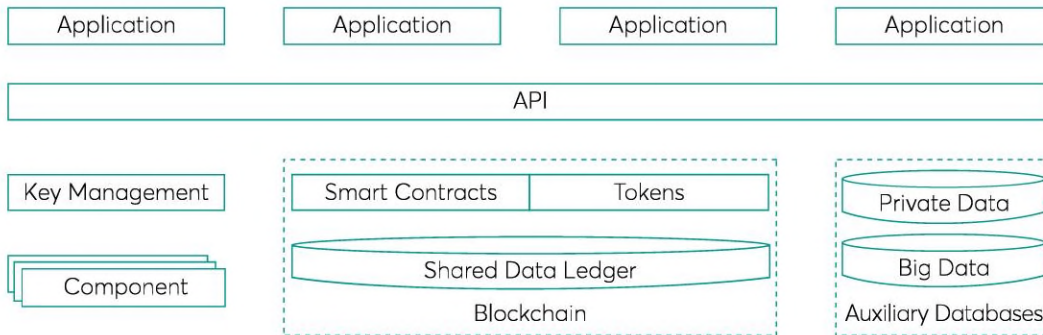 Application
Application
Application
Application
API
Key Management
Smart Contracts
Tokens
Private Data
Component
Shared Data Ledger
Big Data
Blockchain
Auxiliary Databases